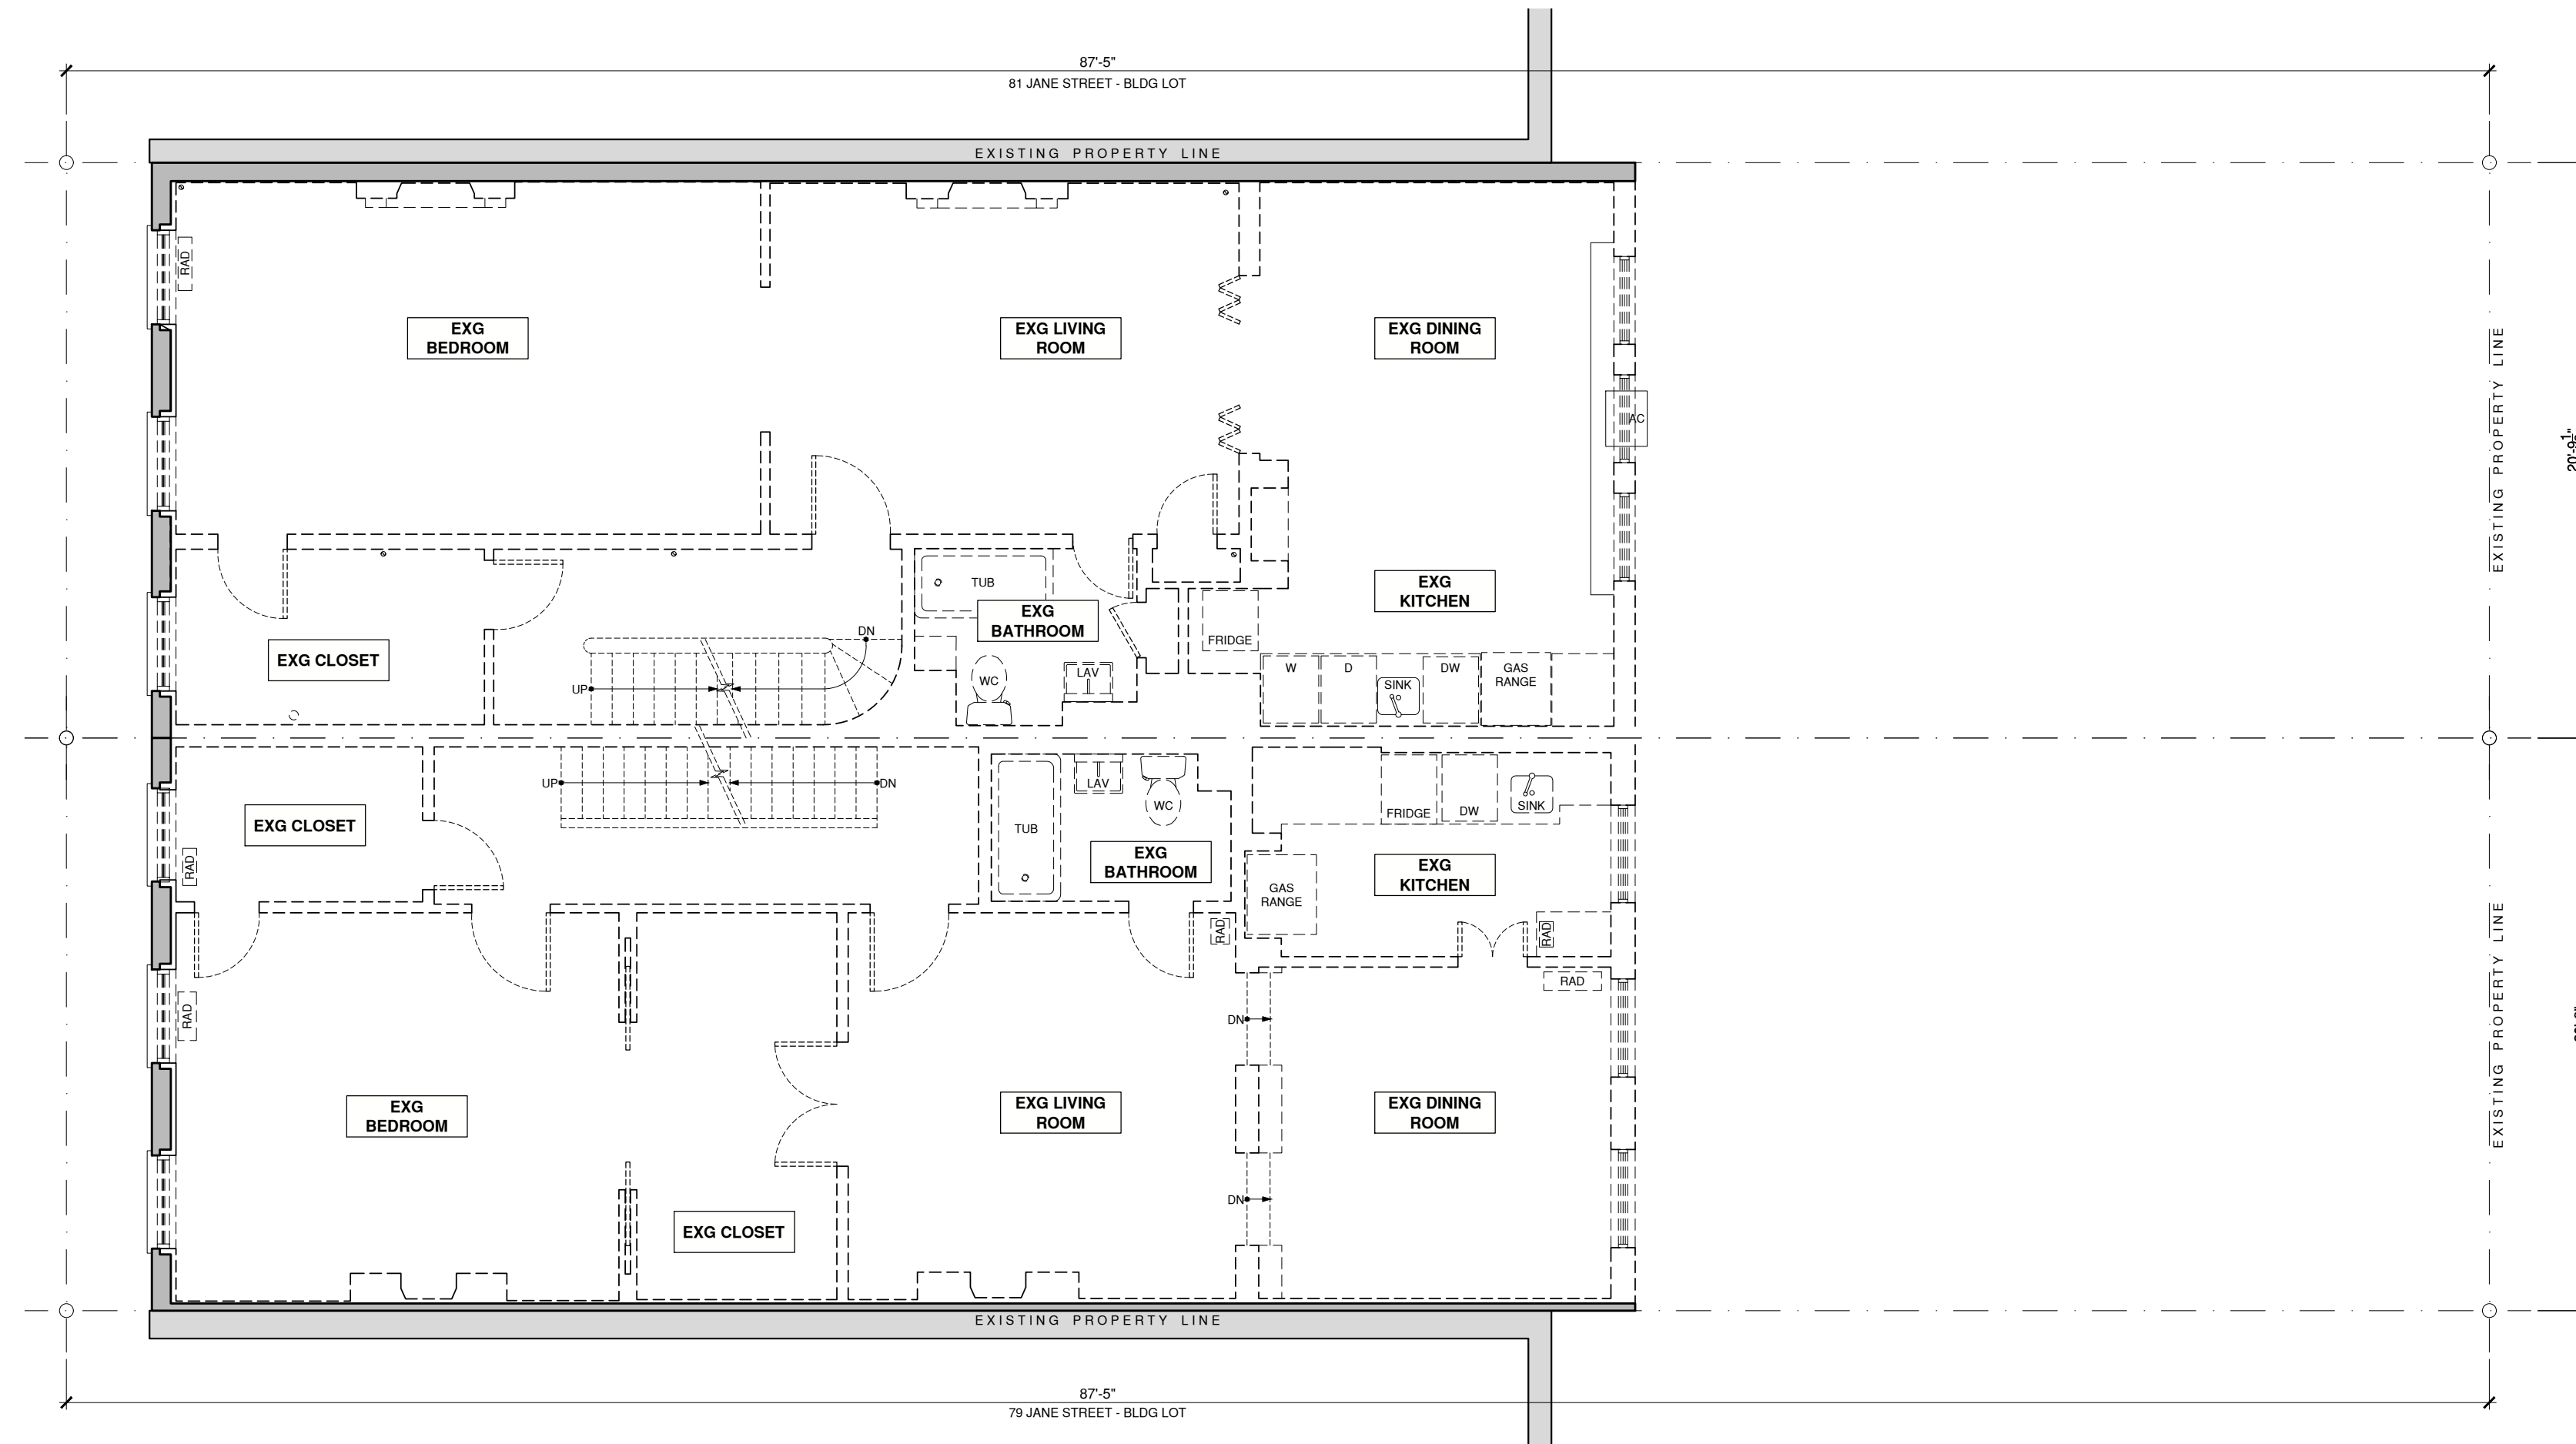 87'-5"
81 JANE STREET - BLDG LOT
EXISTING PROPERTY LINE
RAD
EXG
BEDROOM
EXG LIVING
ROOM
EXG DINING
ROOM
AC
EXISTING PROPERTY LINE
20'-9
TUB
EXG
BATHROOM
EXG
KITCHEN
EXG CLOSET
DN
UP
WC
LAV
FRIDGE
W
D
SINK
DW
GAS
RANGE
UP
DN
LAV
WC
TUB
FRIDGE
DW
SINK
EXG CLOSET
RAD
EXG
BATHROOM
EXG
KITCHEN
GAS
RANGE
RAD
RAD
RAD
RAD
DN
EXISTING PROPERTY LINE
EXG
BEDROOM
EXG LIVING
ROOM
EXG DINING
ROOM
DN
EXG CLOSET
EXISTING PROPERTY LINE
87'-5"
79 JANE STREET - BLDG LOT